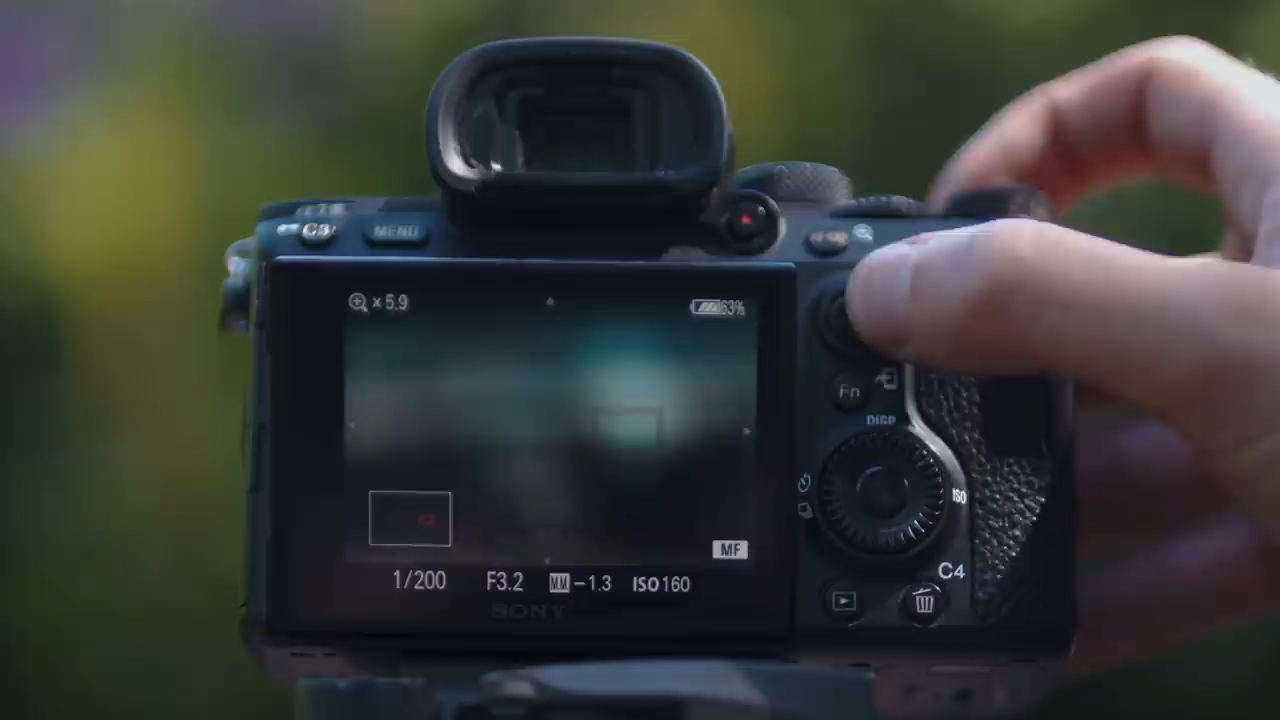 C3
MENU
× 5.9
63%
Fn
DISP
ISO
MF
C4
1/200 F3.2 MM −1.3 ISO 160
SONY